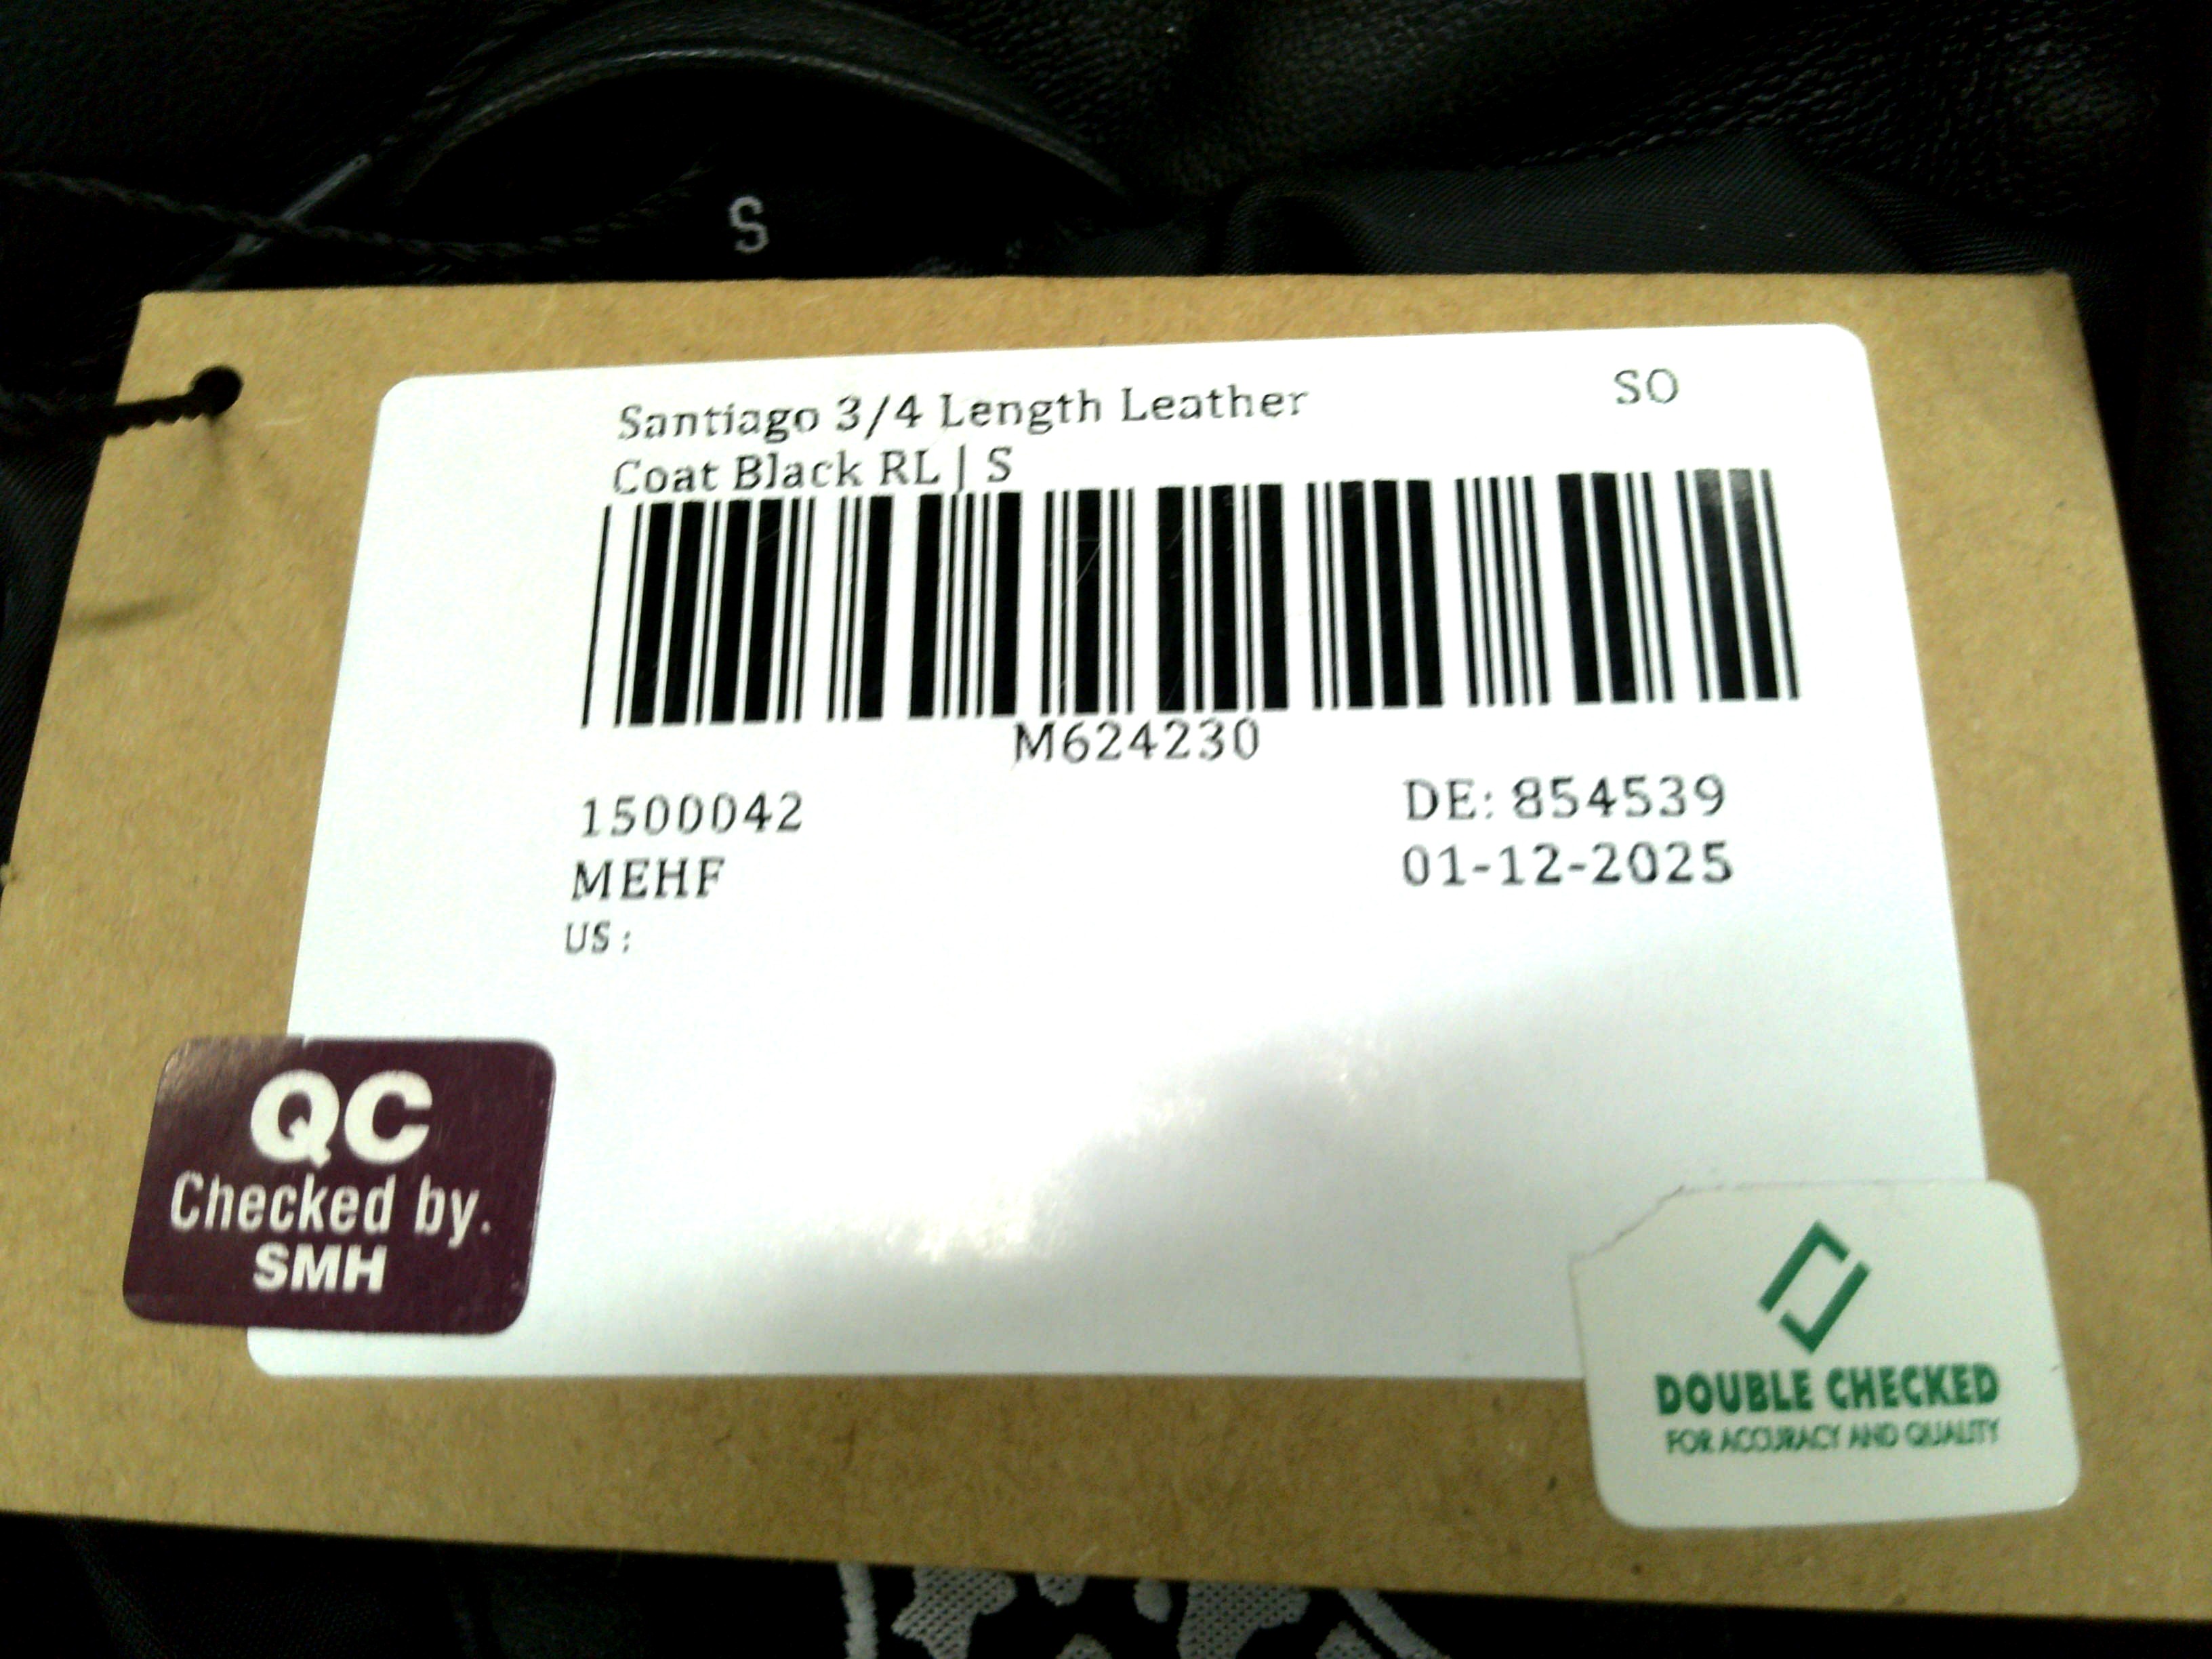 S
Santiago 3/4 Length Leather
Coat Black RL | S
SO
M624230
1500042
MEHF
US :
DE: 854539
01-12-2025
QC
Checked by.
SMH
DOUBLE CHECKED
FOR ACCURACY AND QUALITY